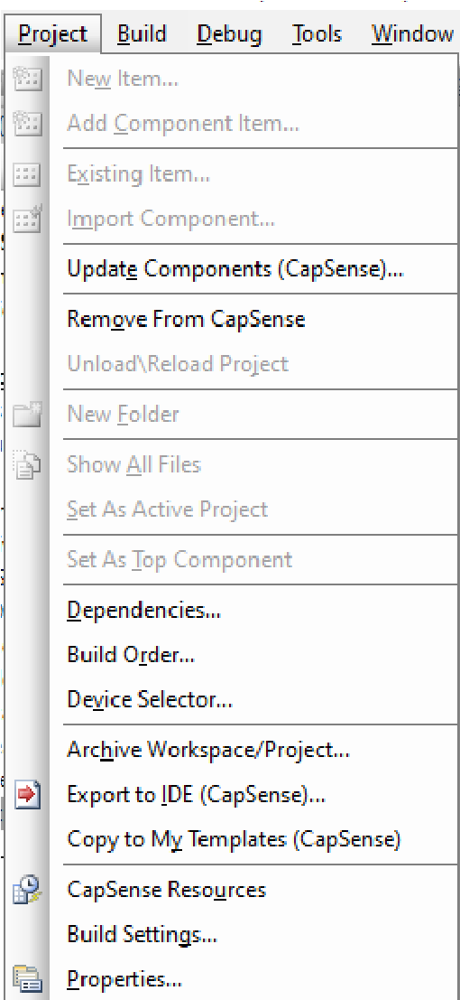 Project Build Debug Tools Window
New Item...
Add Component Item...
Existing Item...
Import Component...
Update Components (CapSense)...
Remove From CapSense
Unload\Reload Project
New Folder
Show All Files
Set As Active Project
Set As Top Component
Dependencies...
Build Order...
Device Selector...
Archive Workspace/Project...
Export to IDE (CapSense)...
Copy to My Templates (CapSense)
CapSense Resources
Build Settings...
Properties...